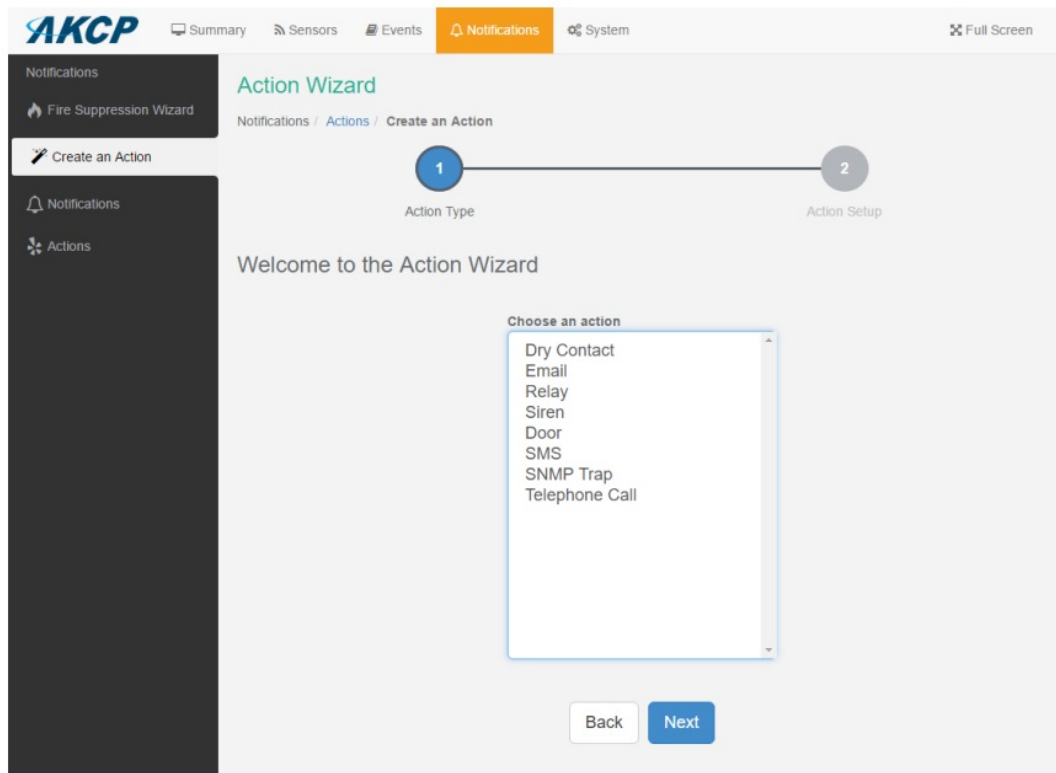 AKCP Summary Sensors Events Notifications System Full Screen
Notifications
Fire Suppression Wizard
Create an Action
Notifications
Actions
Action Wizard
Notifications / Actions / Create an Action
1 2
Action Type Action Setup
Welcome to the Action Wizard
Choose an action
Dry Contact
Email
Relay
Siren
Door
SMS
SNMP Trap
Telephone Call
Back Next